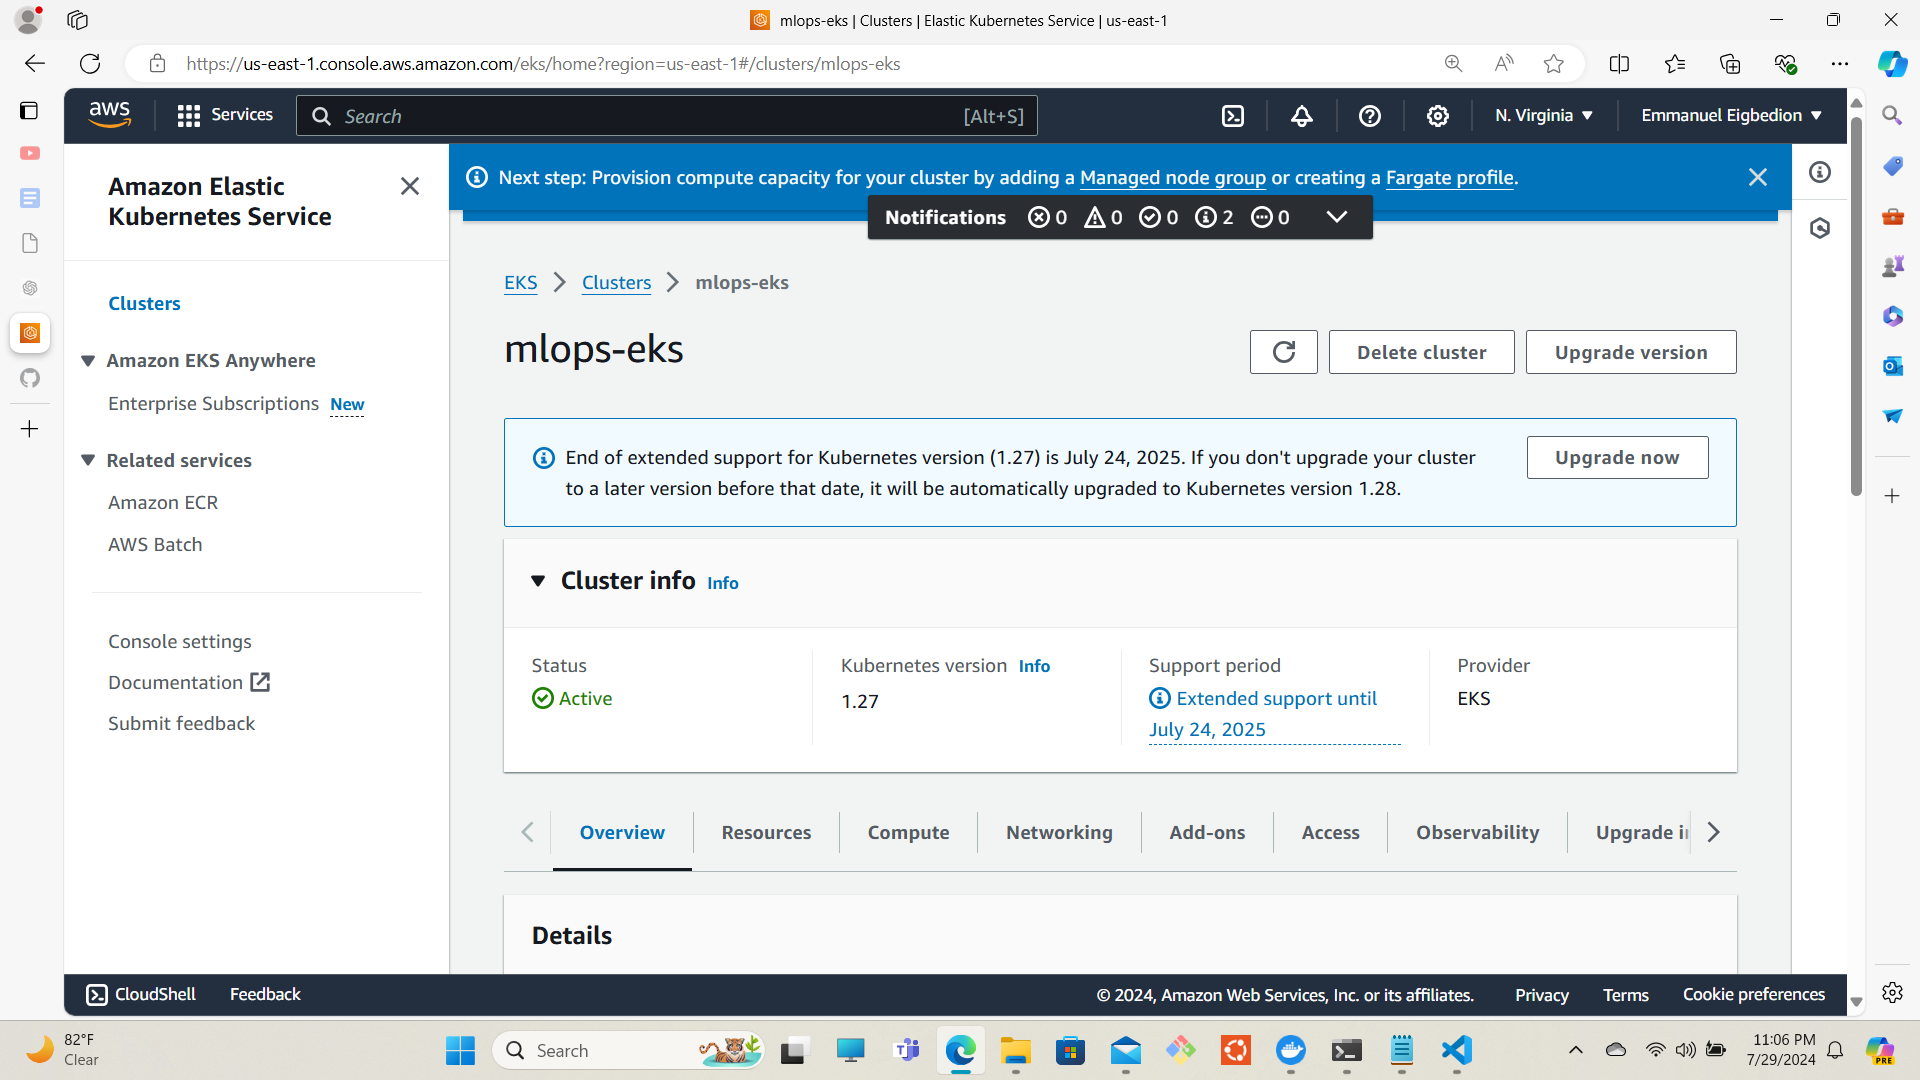 mlops-eks | Clusters | Elastic Kubernetes Service | us-east-1
https://us-east-1.console.aws.amazon.com/eks/home?region=us-east-1#/clusters/mlops-eks
aws
Services
Search
[Alt+S]
N. Virginia
Emmanuel Eigbedion
Amazon Elastic
Kubernetes Service
Clusters
Amazon EKS Anywhere
Enterprise Subscriptions New
Related services
Amazon ECR
AWS Batch
Console settings
Documentation
Submit feedback
Next step: Provision compute capacity for your cluster by adding a Managed node group or creating a Fargate profile.
Notifications 0 0 0 2 0
EKS
Clusters
mlops-eks
mlops-eks
Delete cluster
Upgrade version
End of extended support for Kubernetes version (1.27) is July 24, 2025. If you don't upgrade your cluster
to a later version before that date, it will be automatically upgraded to Kubernetes version 1.28.
Upgrade now
Cluster info Info
Status
Active
Kubernetes version Info
1.27
Support period
Extended support until
July 24, 2025
Provider
EKS
Overview
Resources
Compute
Networking
Add-ons
Access
Observability
Upgrade
Details
CloudShell
Feedback
© 2024, Amazon Web Services, Inc. or its affiliates.
Privacy
Terms
Cookie preferences
82°F
Clear
Search
11:06 PM
7/29/2024
PRE